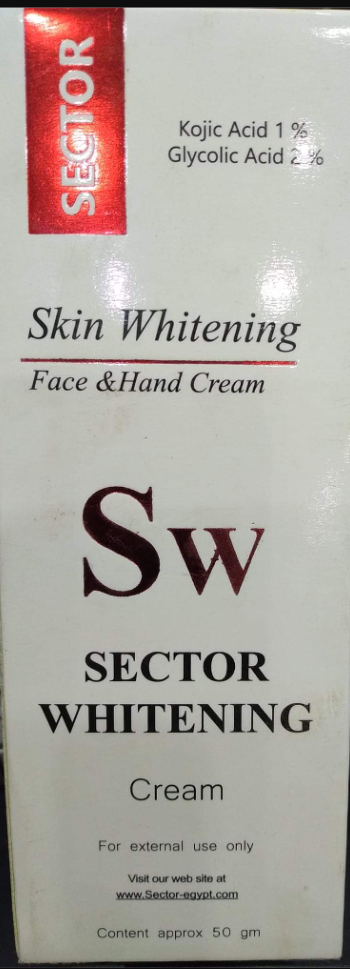 SECTOR
Kojic Acid 1 %
Glycolic Acid 2 %
Skin Whitening
Face &Hand Cream
Sw
SECTOR
WHITENING
Cream
For external use only
Visit our web site at
www.Sector-egypt.com
Content approx 50 gm